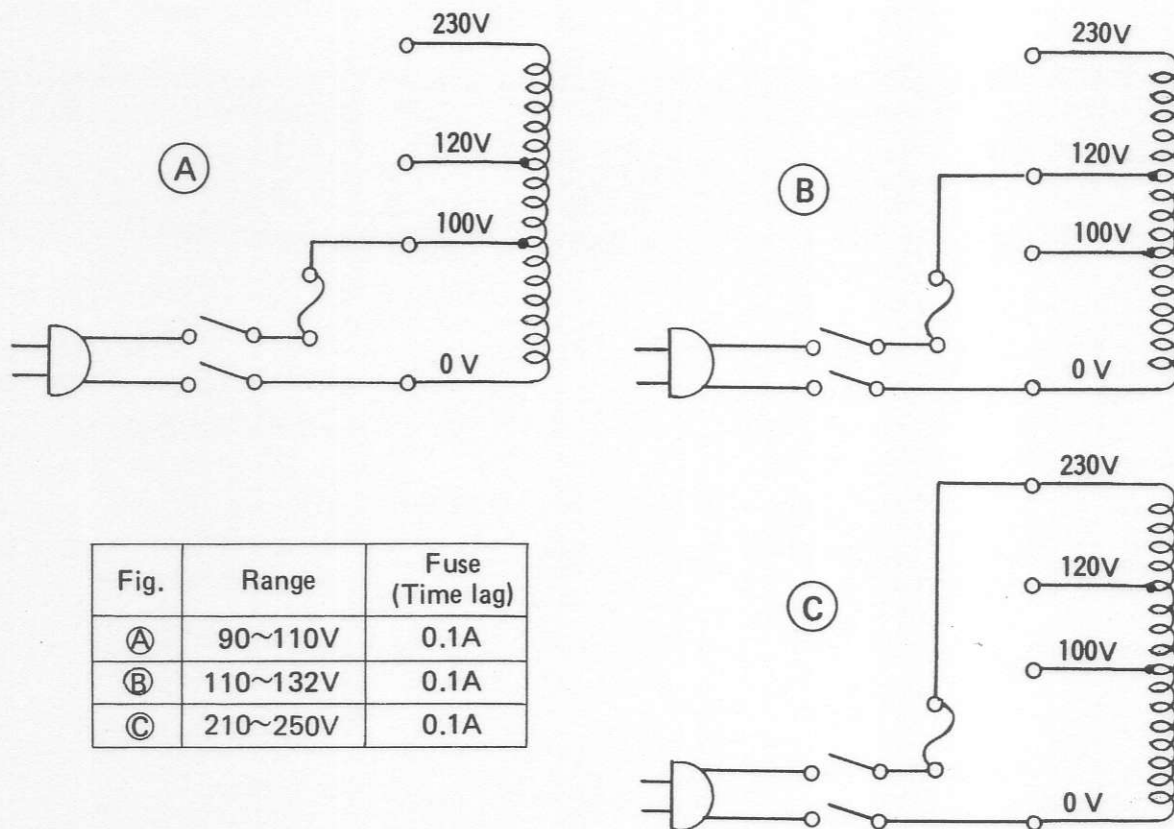 230V
120V
100V
0 V
A
230V
120V
100V
0 V
B
230V
120V
100V
0 V
C
Fig. Range Fuse
(Time lag)
Ⓐ 90~110V 0.1A
Ⓑ 110~132V 0.1A
Ⓒ 210~250V 0.1A